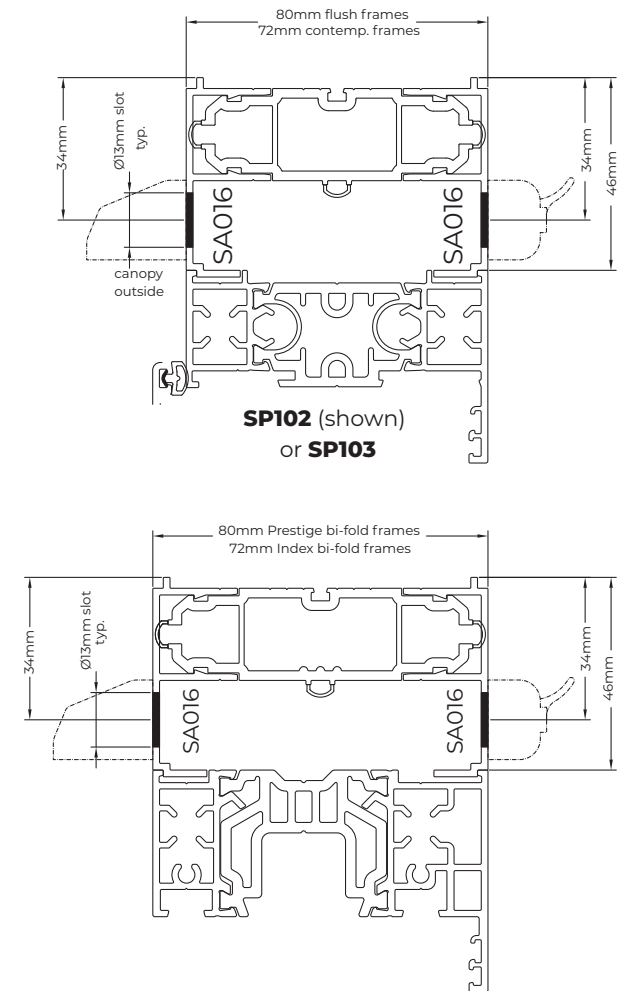 80mm flush frames
72mm contemp. frames
34mm
Ø13mm slot
typ.
34mm
46mm
SA016
SA016
canopy
outside
SP102 (shown)
or SP103
80mm Prestige bi-fold frames
72mm Index bi-fold frames
34mm
Ø13mm slot
typ.
34mm
46mm
SA016
SA016